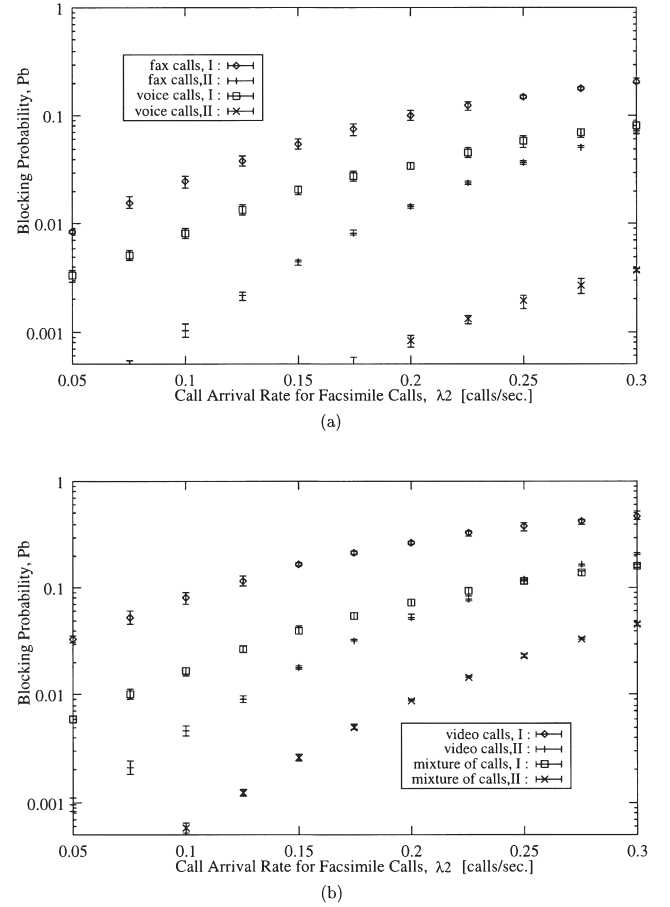 1
0.1
0.01
0.001
Blocking Probability, Pb
fax calls, I :
fax calls,II :
voice calls, I :
voice calls,II :
0.05 0.1 0.15 0.2 0.25 0.3
Call Arrival Rate for Facsimile Calls, λ2 [calls/sec.]
(a)
1
0.1
0.01
0.001
Blocking Probability, Pb
video calls, I :
video calls,II :
mixture of calls, I :
mixture of calls,II :
0.05 0.1 0.15 0.2 0.25 0.3
Call Arrival Rate for Facsimile Calls, λ2 [calls/sec.]
(b)